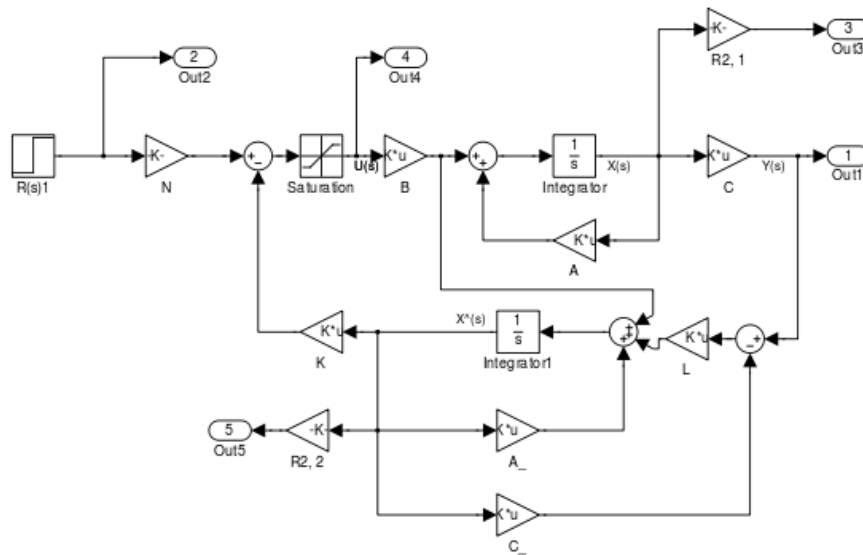 3
Out3
-K-
R2, 1
2
Out2
4
Out4
R(s)1
-K-
N
+
-
Saturation
U(s)
K*u
B
+
+
1
s
Integrator
X(s)
K*u
C
Y(s)
1
Out1
K*u
A
K*u
K
X^(s)
1
s
Integrator1
+
+
+
K*u
L
-
+
5
Out5
-K-
R2, 2
K*u
A_
K*u
C_